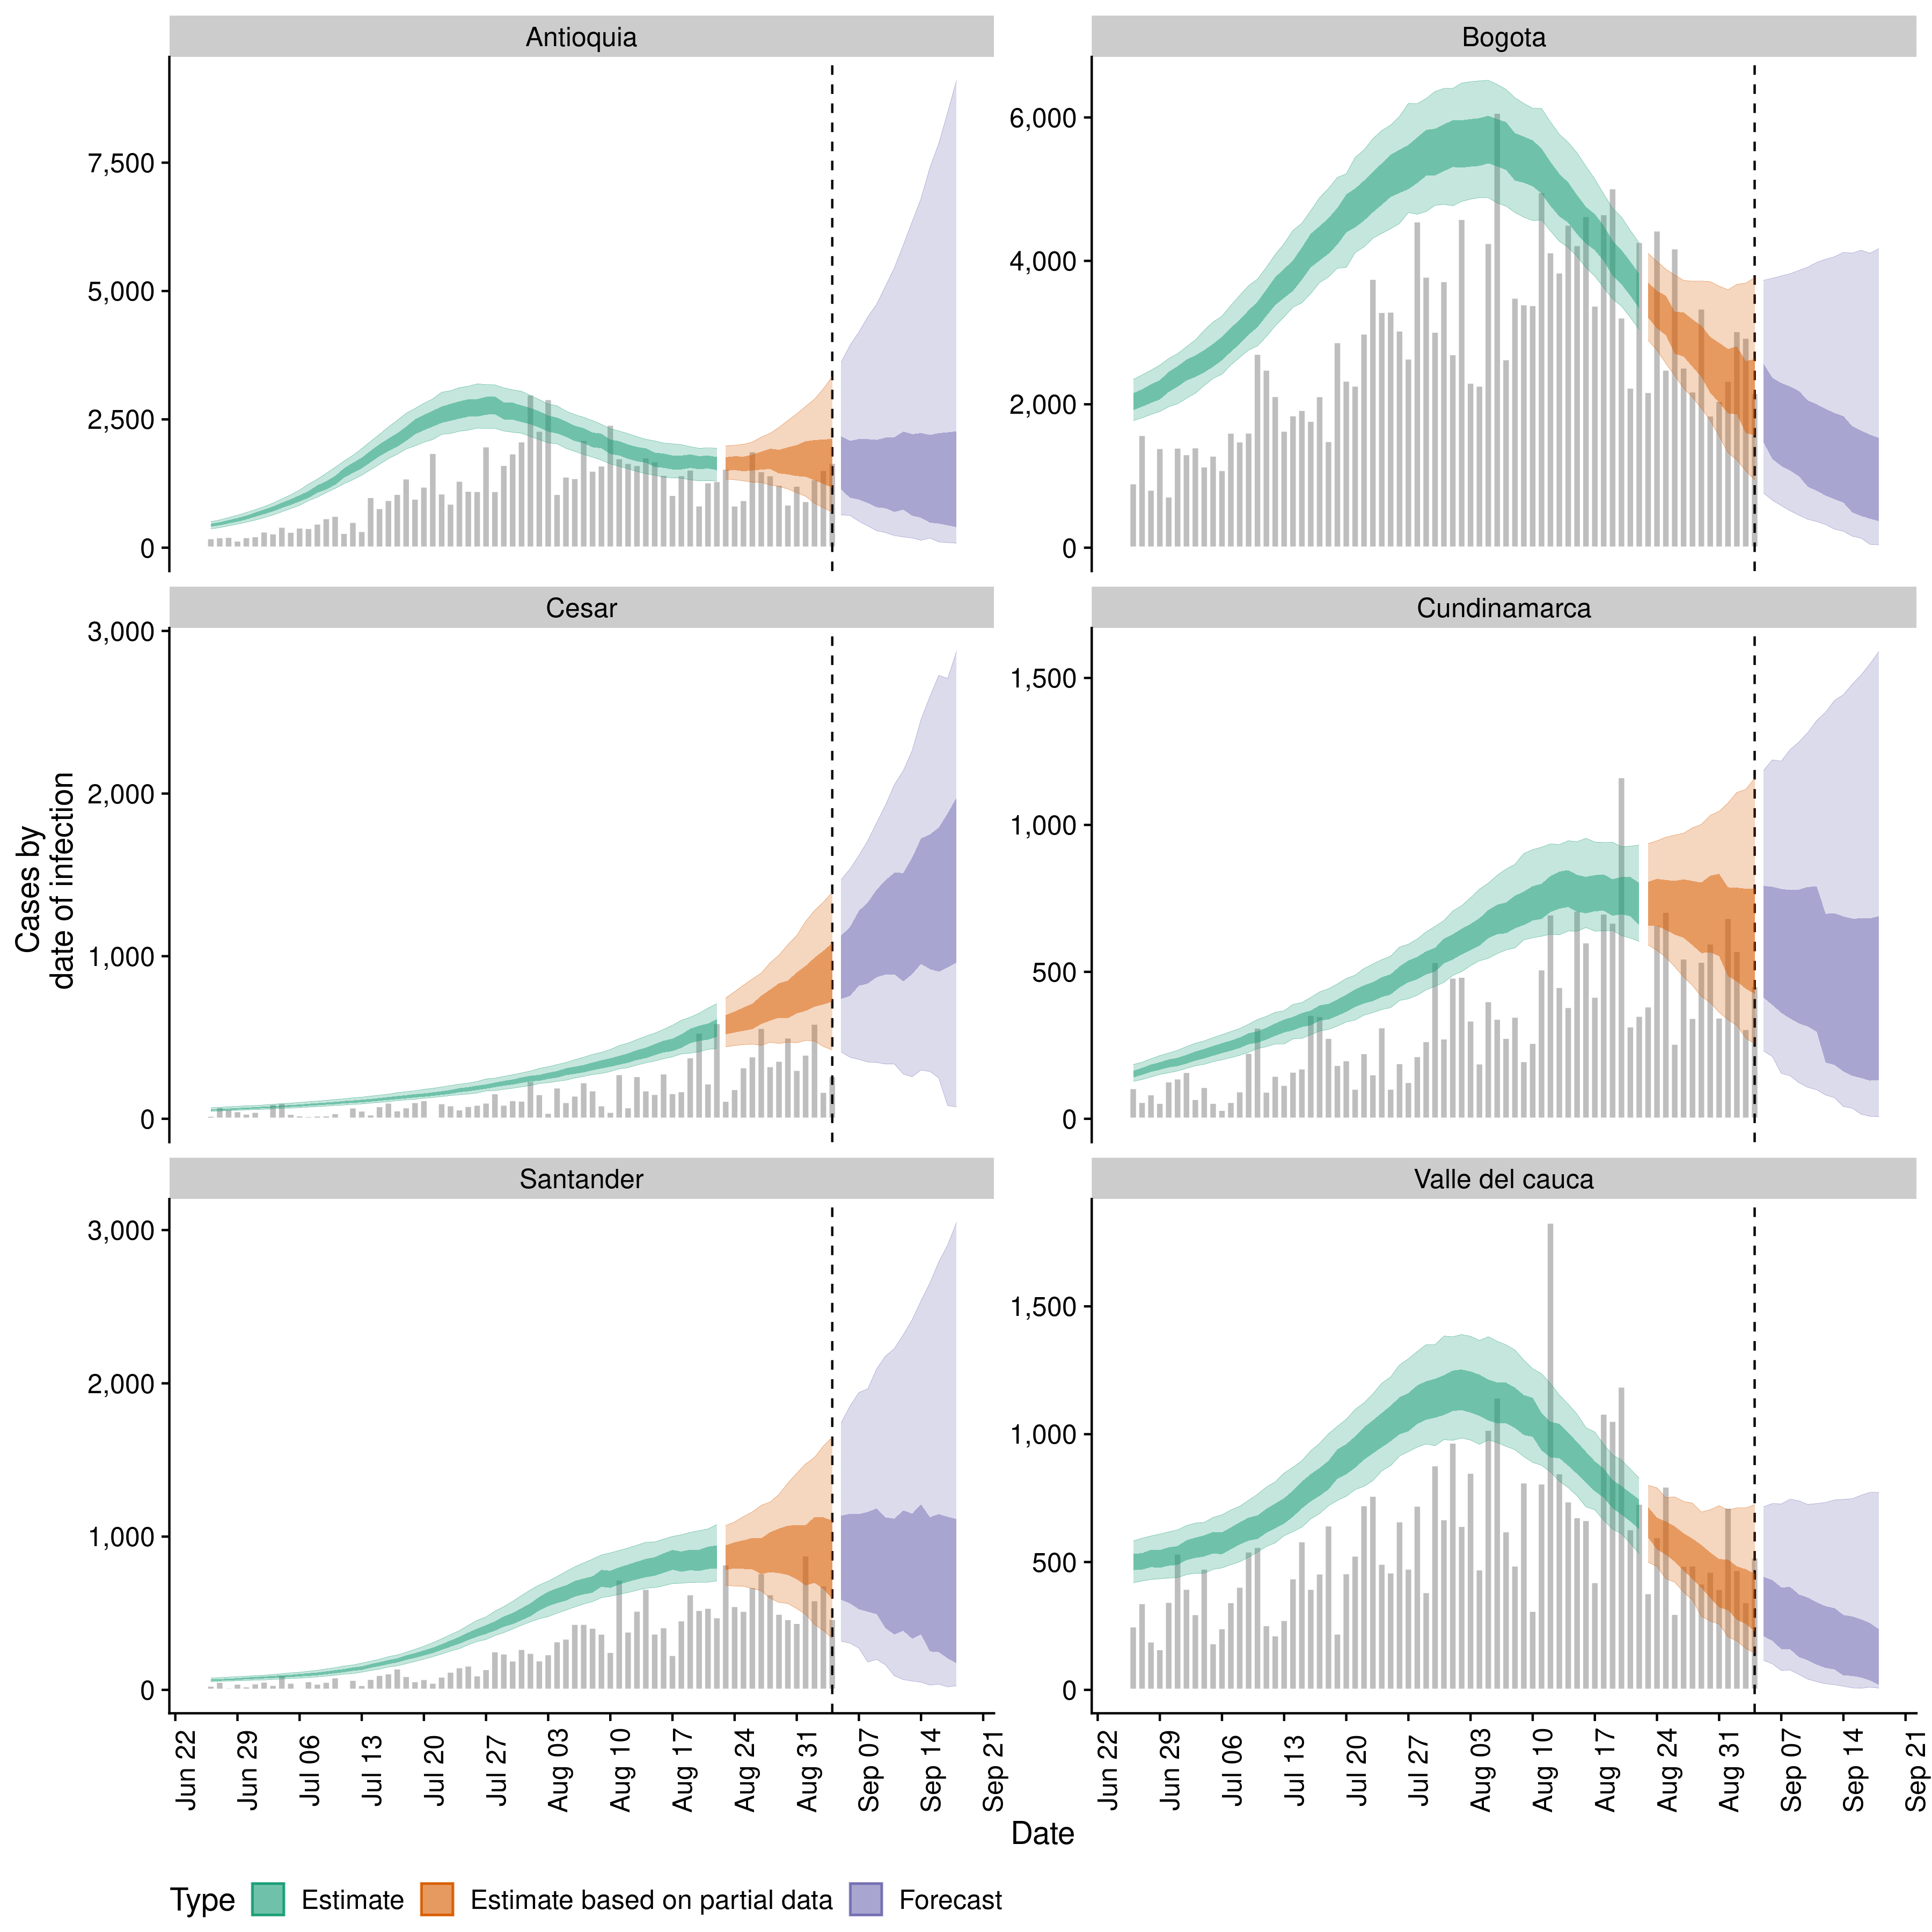 Antioquia
Bogota
7,500
5,000
2,500
0
6,000
4,000
2,000
0
Cesar
Cundinamarca
3,000
2,000
1,000
0
1,500
1,000
500
0
Cases by
date of infection
Santander
Valle del cauca
3,000
2,000
1,000
0
1,500
1,000
500
0
Jun 22 Jun 29 Jul 06 Jul 13 Jul 20 Jul 27 Aug 03 Aug 10 Aug 17 Aug 24 Aug 31 Sep 07 Sep 14 Sep 21
Jun 22 Jun 29 Jul 06 Jul 13 Jul 20 Jul 27 Aug 03 Aug 10 Aug 17 Aug 24 Aug 31 Sep 07 Sep 14 Sep 21
Date
Type Estimate Estimate based on partial data Forecast